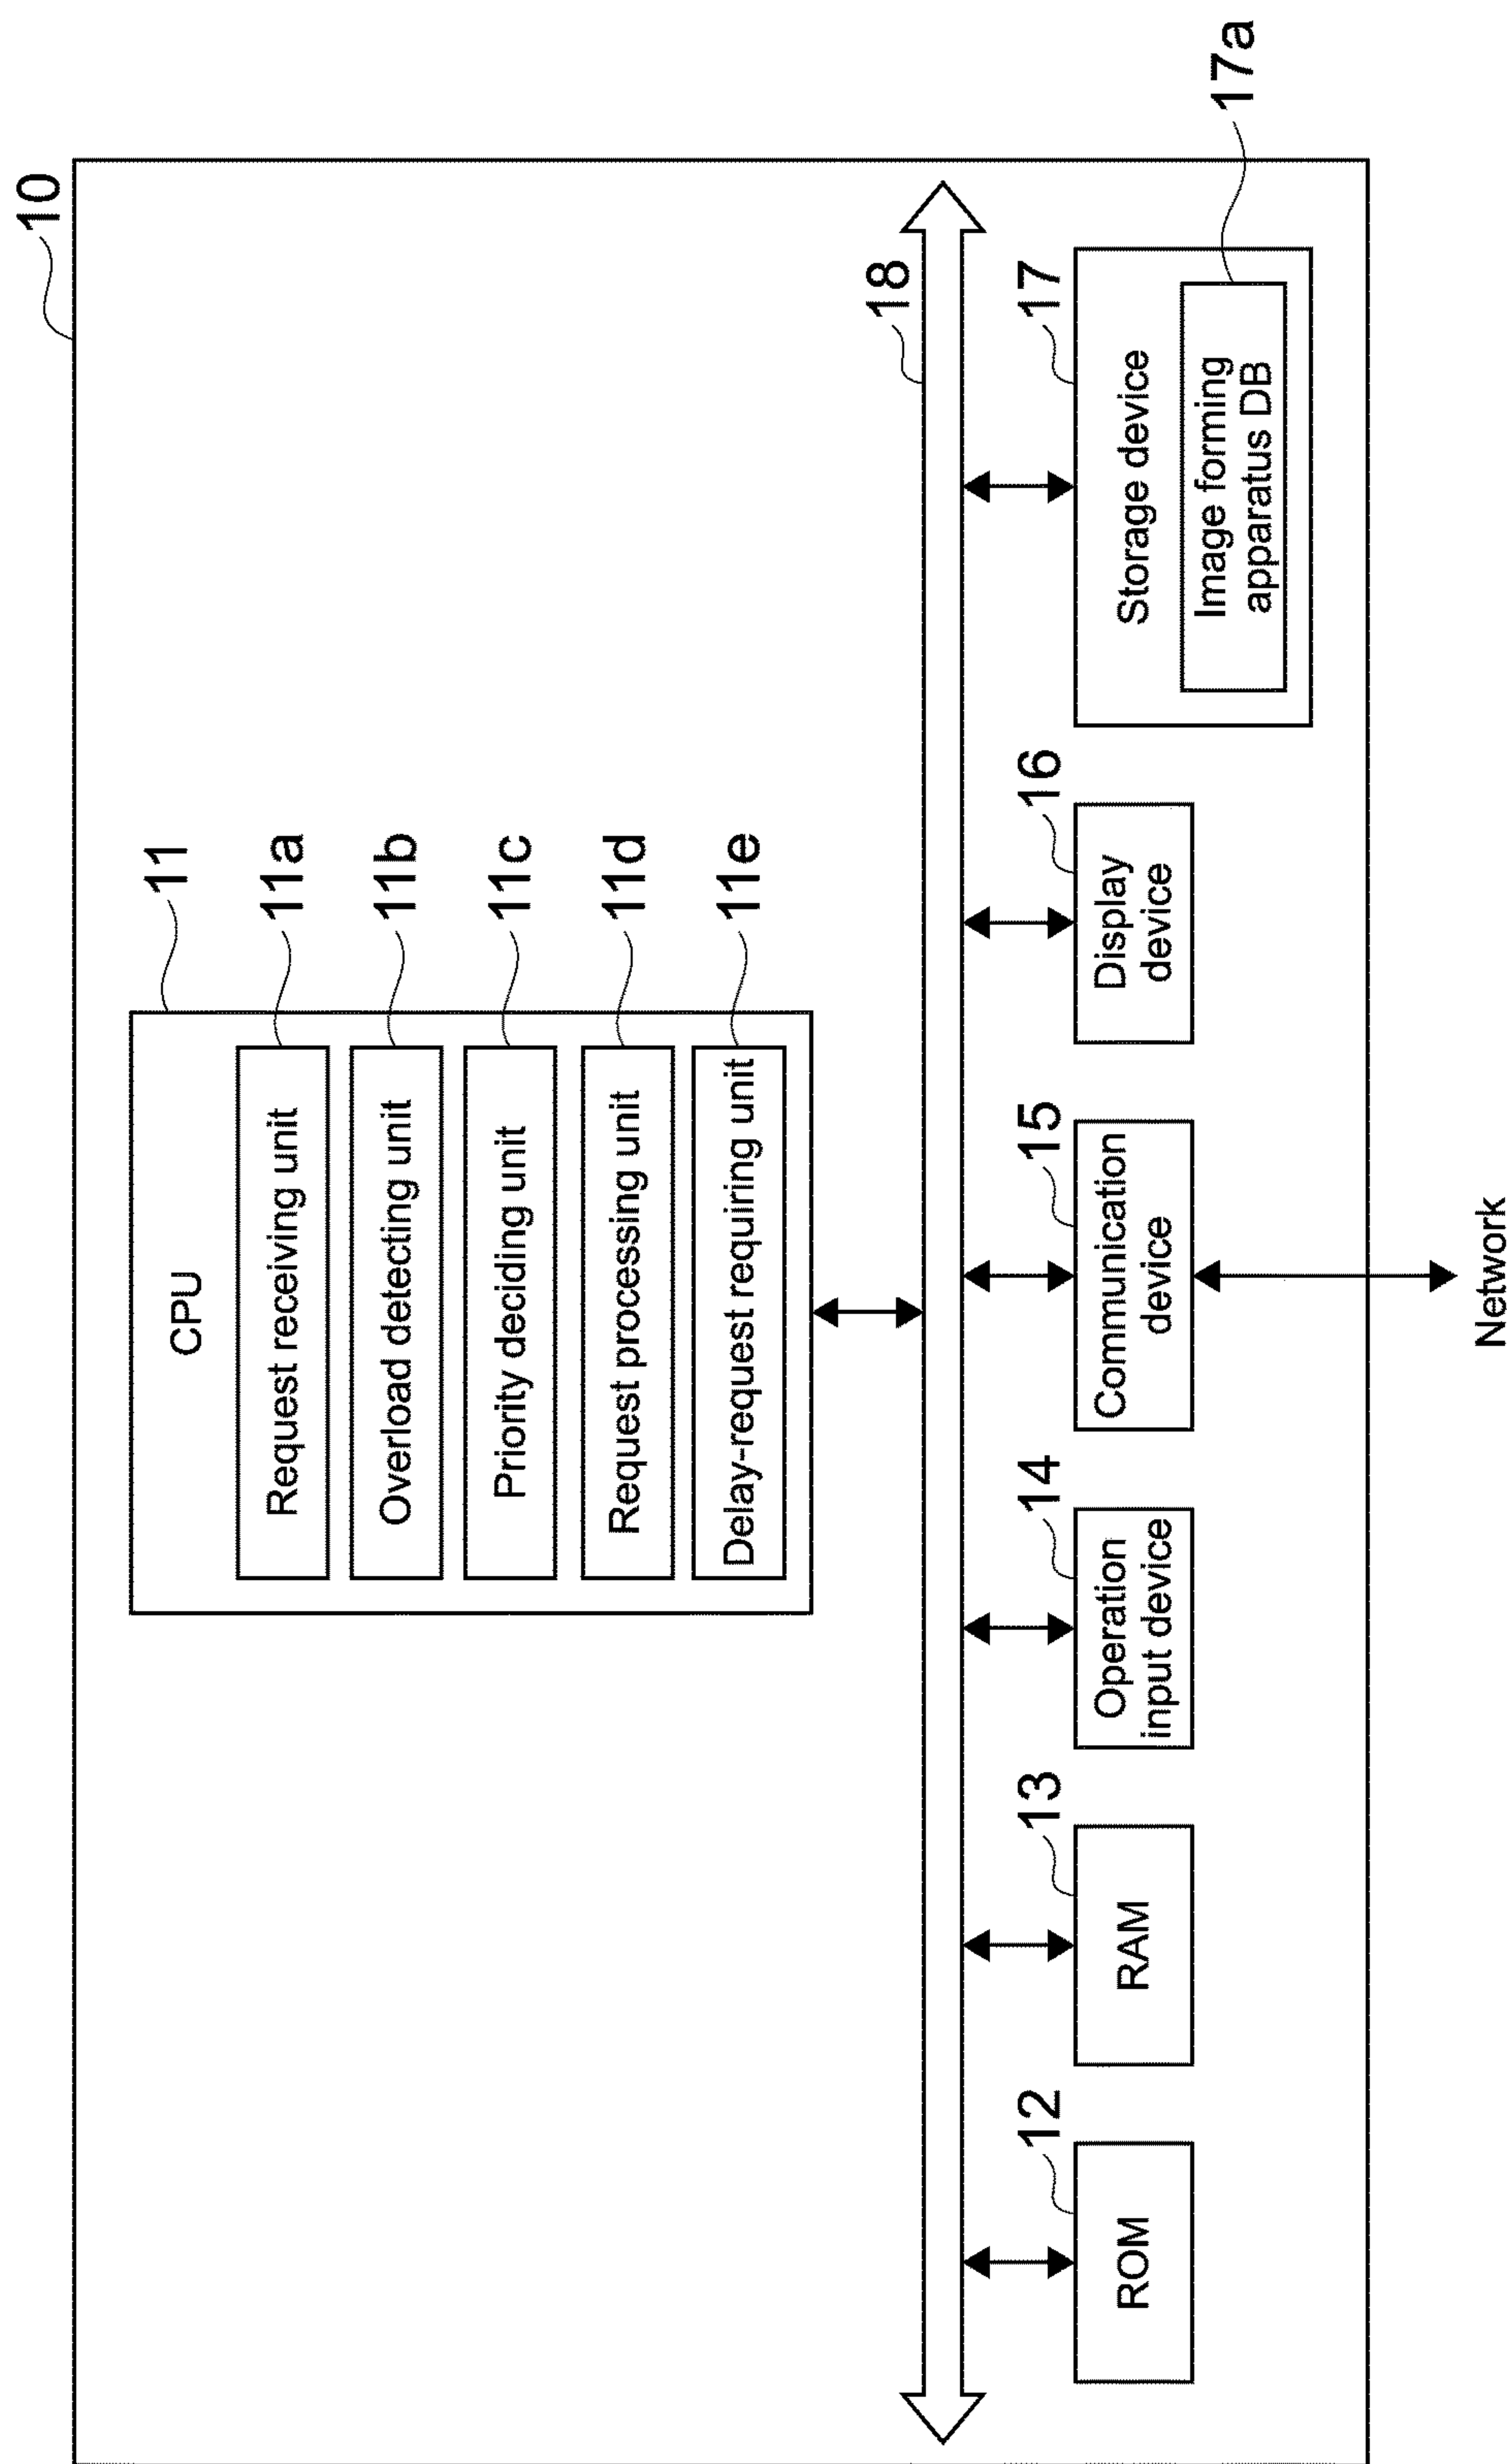 10
CPU
11
Request receiving unit
11a
Overload detecting unit
11b
Priority deciding unit
11c
Request processing unit
11d
Delay-request requiring unit
11e
18
12
ROM
13
RAM
14
Operation
input device
15
Communication
device
16
Display
device
17
Storage device
Image forming
apparatus DB
17a
Network